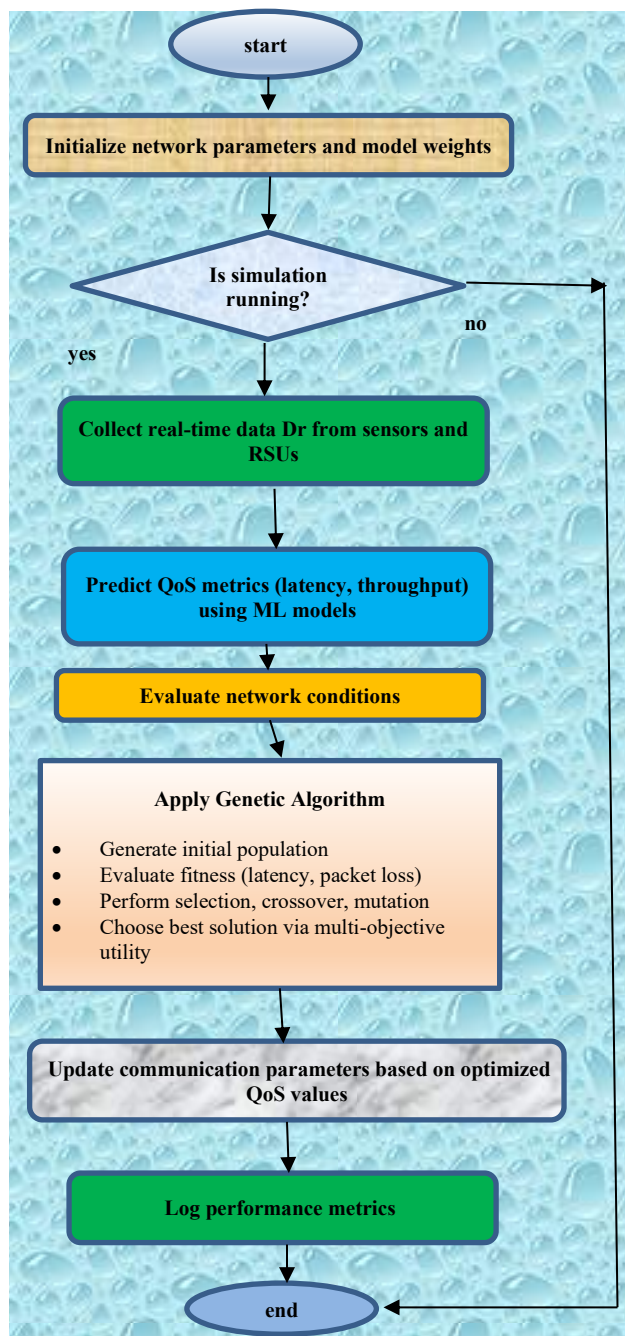 start
Initialize network parameters and model weights
Is simulation
running?
no
yes
Collect real-time data Dr from sensors and
RSUs
Predict QoS metrics (latency, throughput)
using ML models
Evaluate network conditions
Apply Genetic Algorithm
• Generate initial population
• Evaluate fitness (latency, packet loss)
• Perform selection, crossover, mutation
• Choose best solution via multi-objective
utility
Update communication parameters based on optimized
QoS values
Log performance metrics
end